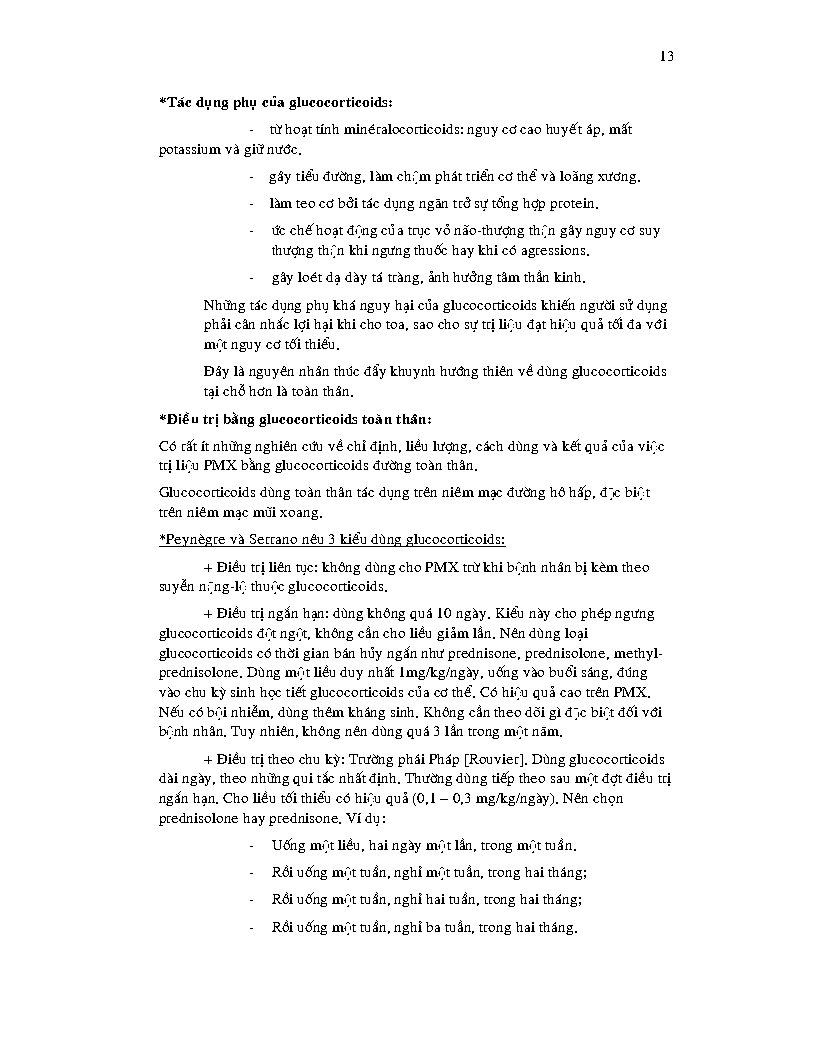 13
*Tác dụng phụ của glucocorticoids:
- từ hoạt tính minéralocorticoids: nguy cơ cao huyết áp, mất
potassium và giữ nước.
- gây tiểu đường, làm chậm phát triển cơ thể và loãng xương.
- làm teo cơ bởi tác dụng ngăn trở sự tổng hợp protein.
- ức chế hoạt động của trục vỏ não-thượng thận gây nguy cơ suy
thượng thận khi ngưng thuốc hay khi có agressions.
- gây loét dạ dày tá tràng, ảnh hưởng tâm thần kinh.
Những tác dụng phụ khá nguy hại của glucocorticoids khiến người sử dụng
phải cân nhắc lợi hại khi cho toa, sao cho sự trị liệu đạt hiệu quả tối đa với
một nguy cơ tối thiểu.
Đây là nguyên nhân thúc đẩy khuynh hướng thiên về dùng glucocorticoids
tại chỗ hơn là toàn thân.
*Điều trị bằng glucocorticoids toàn thân:
Có rất ít những nghiên cứu về chỉ định, liều lượng, cách dùng và kết quả của việc
trị liệu PMX bằng glucocorticoids đường toàn thân.
Glucocorticoids dùng toàn thân tác dụng trên niêm mạc đường hô hấp, đặc biệt
trên niêm mạc mũi xoang.
*Peynègre và Serrano nêu 3 kiểu dùng glucocorticoids:
+ Điều trị liên tục: không dùng cho PMX trừ khi bệnh nhân bị kèm theo
suyễn nặng-lệ thuộc glucocorticoids.
+ Điều trị ngắn hạn: dùng không quá 10 ngày. Kiểu này cho phép ngưng
glucocorticoids đột ngột, không cần cho liều giảm lần. Nên dùng loại
glucocorticoids có thời gian bán hủy ngắn như prednisone, prednisolone, methyl-
prednisolone. Dùng một liều duy nhất 1mg/kg/ngày, uống vào buổi sáng, đúng
vào chu kỳ sinh học tiết glucocorticoids của cơ thể. Có hiệu quả cao trên PMX.
Nếu có bội nhiễm, dùng thêm kháng sinh. Không cần theo dõi gì đặc biệt đối với
bệnh nhân. Tuy nhiên, không nên dùng quá 3 lần trong một năm.
+ Điều trị theo chu kỳ: Trường phái Pháp [Rouvier]. Dùng glucocorticoids
dài ngày, theo những qui tắc nhất định. Thường dùng tiếp theo sau một đợt điều trị
ngắn hạn. Cho liều tối thiểu có hiệu quả (0,1 – 0,3 mg/kg/ngày). Nên chọn
prednisolone hay prednisone. Ví dụ:
- Uống một liều, hai ngày một lần, trong một tuần.
- Rồi uống một tuần, nghỉ một tuần, trong hai tháng;
- Rồi uống một tuần, nghỉ hai tuần, trong hai tháng;
- Rồi uống một tuần, nghỉ ba tuần, trong hai tháng.